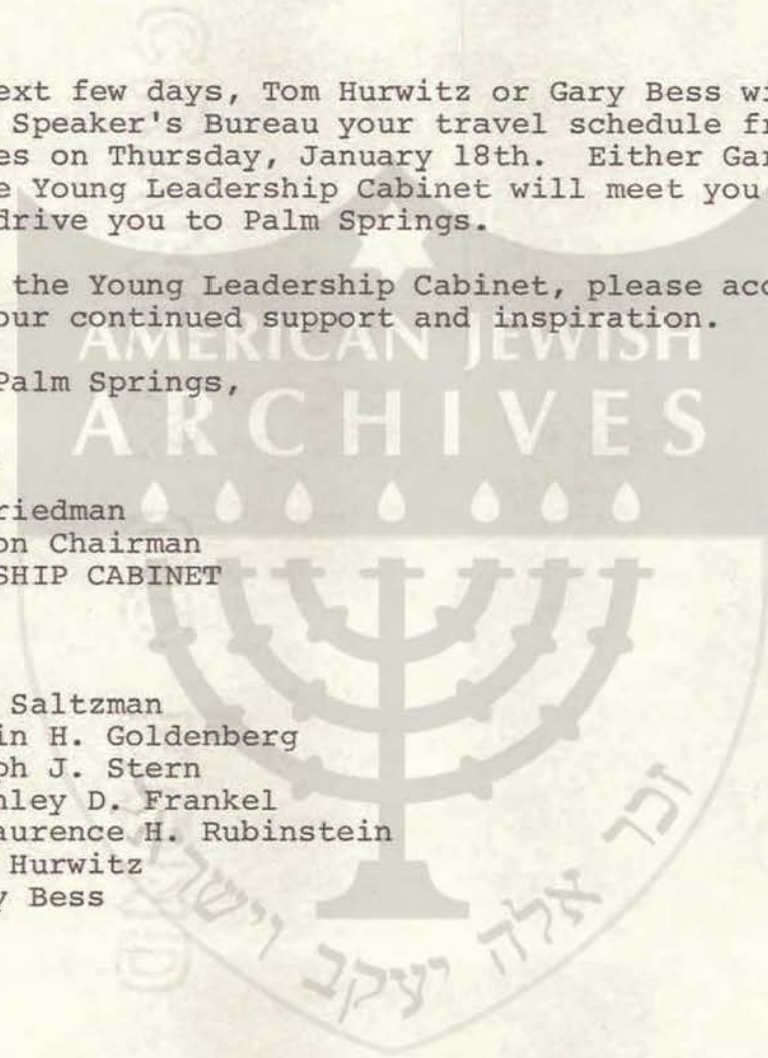 ext few days, Tom Hurwitz or Gary Bess wi
Speaker's Bureau your travel schedule fr
es on Thursday, January 18th. Either Gar
e Young Leadership Cabinet will meet you
drive you to Palm Springs.
the Young Leadership Cabinet, please acc
our continued support and inspiration.
Palm Springs,
riedman
on Chairman
SHIP CABINET
Saltzman
in H. Goldenberg
ph J. Stern
nley D. Frankel
aurence H. Rubinstein
Hurwitz
y Bess
AMERICAN JEWISH
ARCHIVES
זכר אלה יעקב וישראל